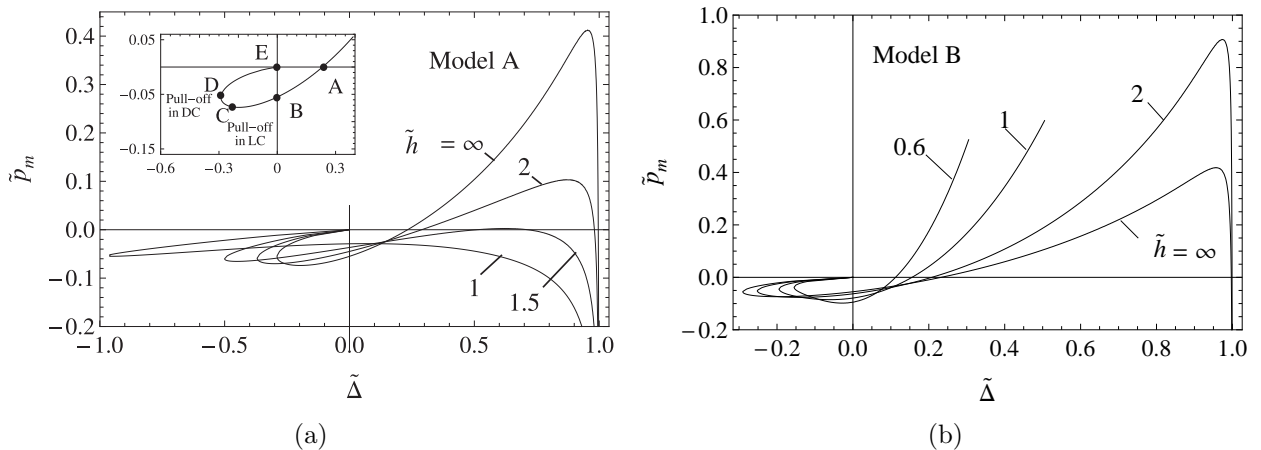 0.4
0.3
0.2
0.1
0.0
−0.1
−0.2
p̃m
−1.0
−0.5
0.0
0.5
1.0
Δ̃
Model A
h̃ = ∞
2
1
1.5
0.05
−0.05
−0.15
−0.6
−0.3
0
0.3
E
D
A
Pull−off
in DC
C
B
Pull−off
in LC
(a)
1.0
0.8
0.6
0.4
0.2
0.0
−0.2
p̃m
−0.2
0.0
0.2
0.4
0.6
0.8
1.0
Δ̃
Model B
0.6
1
2
h̃ = ∞
(b)